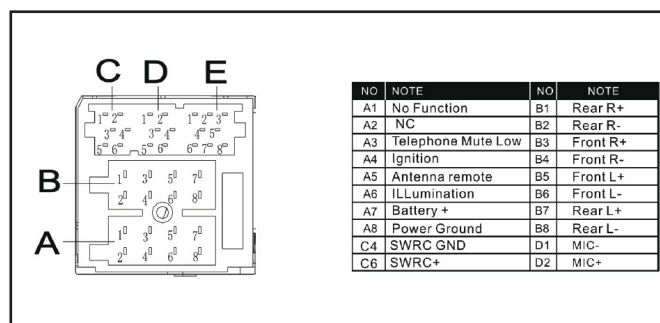 C D E
1 2 1 2 1 2 3
3 4 3 4 4 5
5 6 5 6 6 7 8
B
1 3 5 7
2 4 6 8
A
1 3 5 7
2 4 6 8
NO NOTE NO NOTE
A1 No Function B1 Rear R+
A2 NC B2 Rear R-
A3 Telephone Mute Low B3 Front R+
A4 Ignition B4 Front R-
A5 Antenna remote B5 Front L+
A6 ILLumination B6 Front L-
A7 Battery + B7 Rear L+
A8 Power Ground B8 Rear L-
C4 SWRC GND D1 MIC-
C6 SWRC+ D2 MIC+